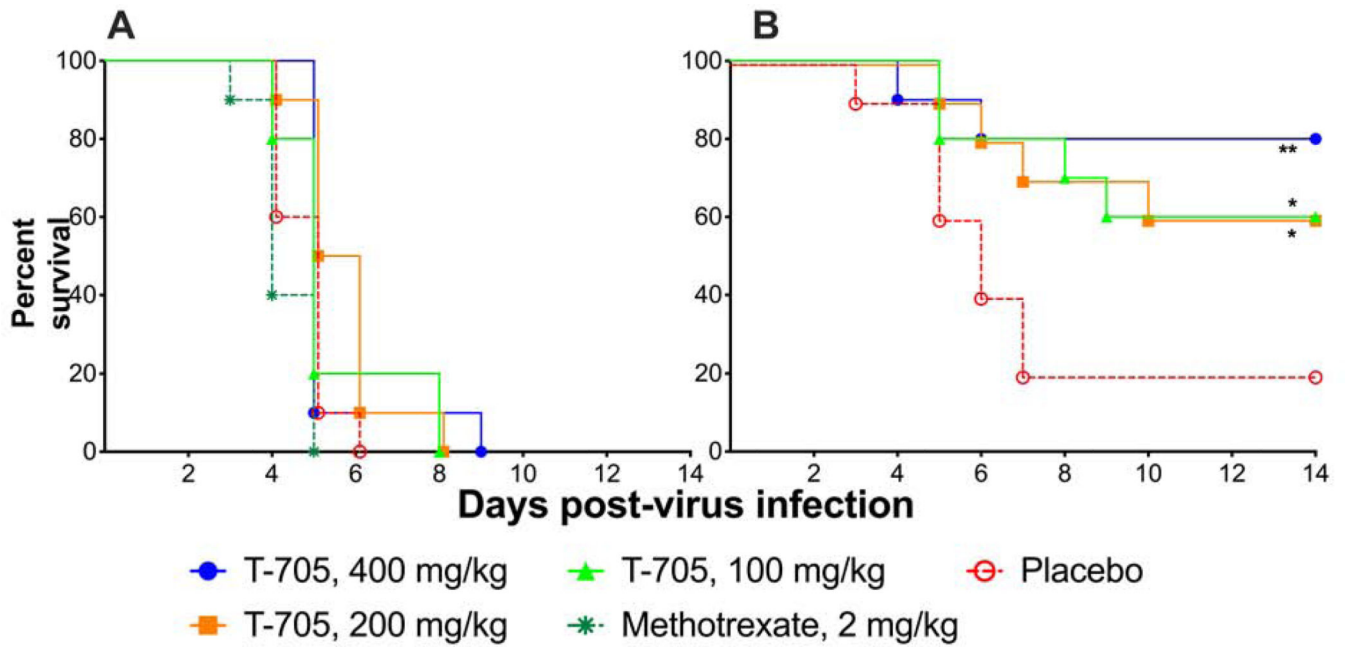 A
B
Percent
survival
100
80
60
40
20
0
2 4 6 8 10 12 14
100
80
60
40
20
0
2 4 6 8 10 12 14
**
*
*
Days post-virus infection
T-705, 400 mg/kg
T-705, 100 mg/kg
Placebo
T-705, 200 mg/kg
Methotrexate, 2 mg/kg